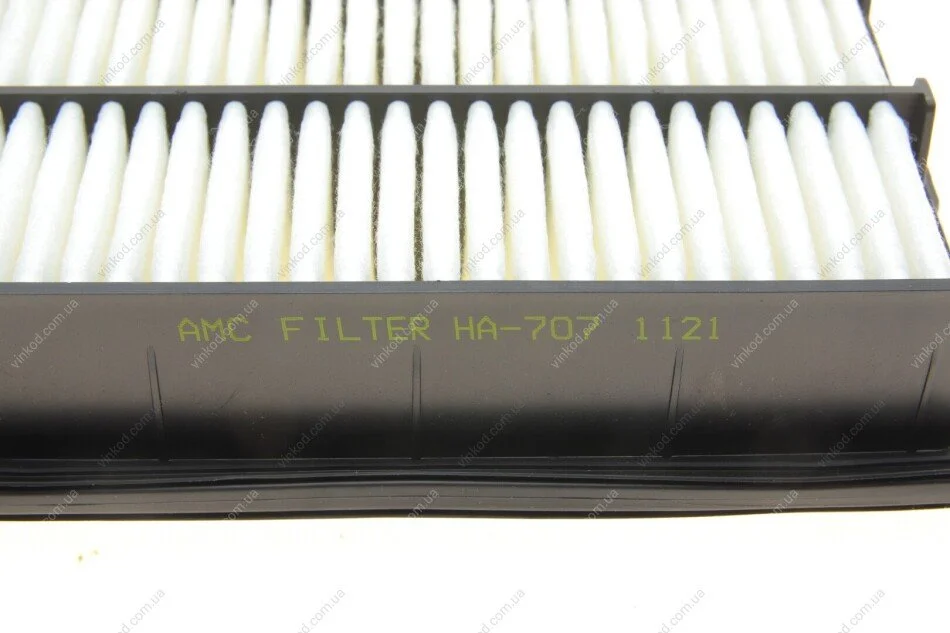 AMC FILTER HA-707 1121
vinkod.com.ua